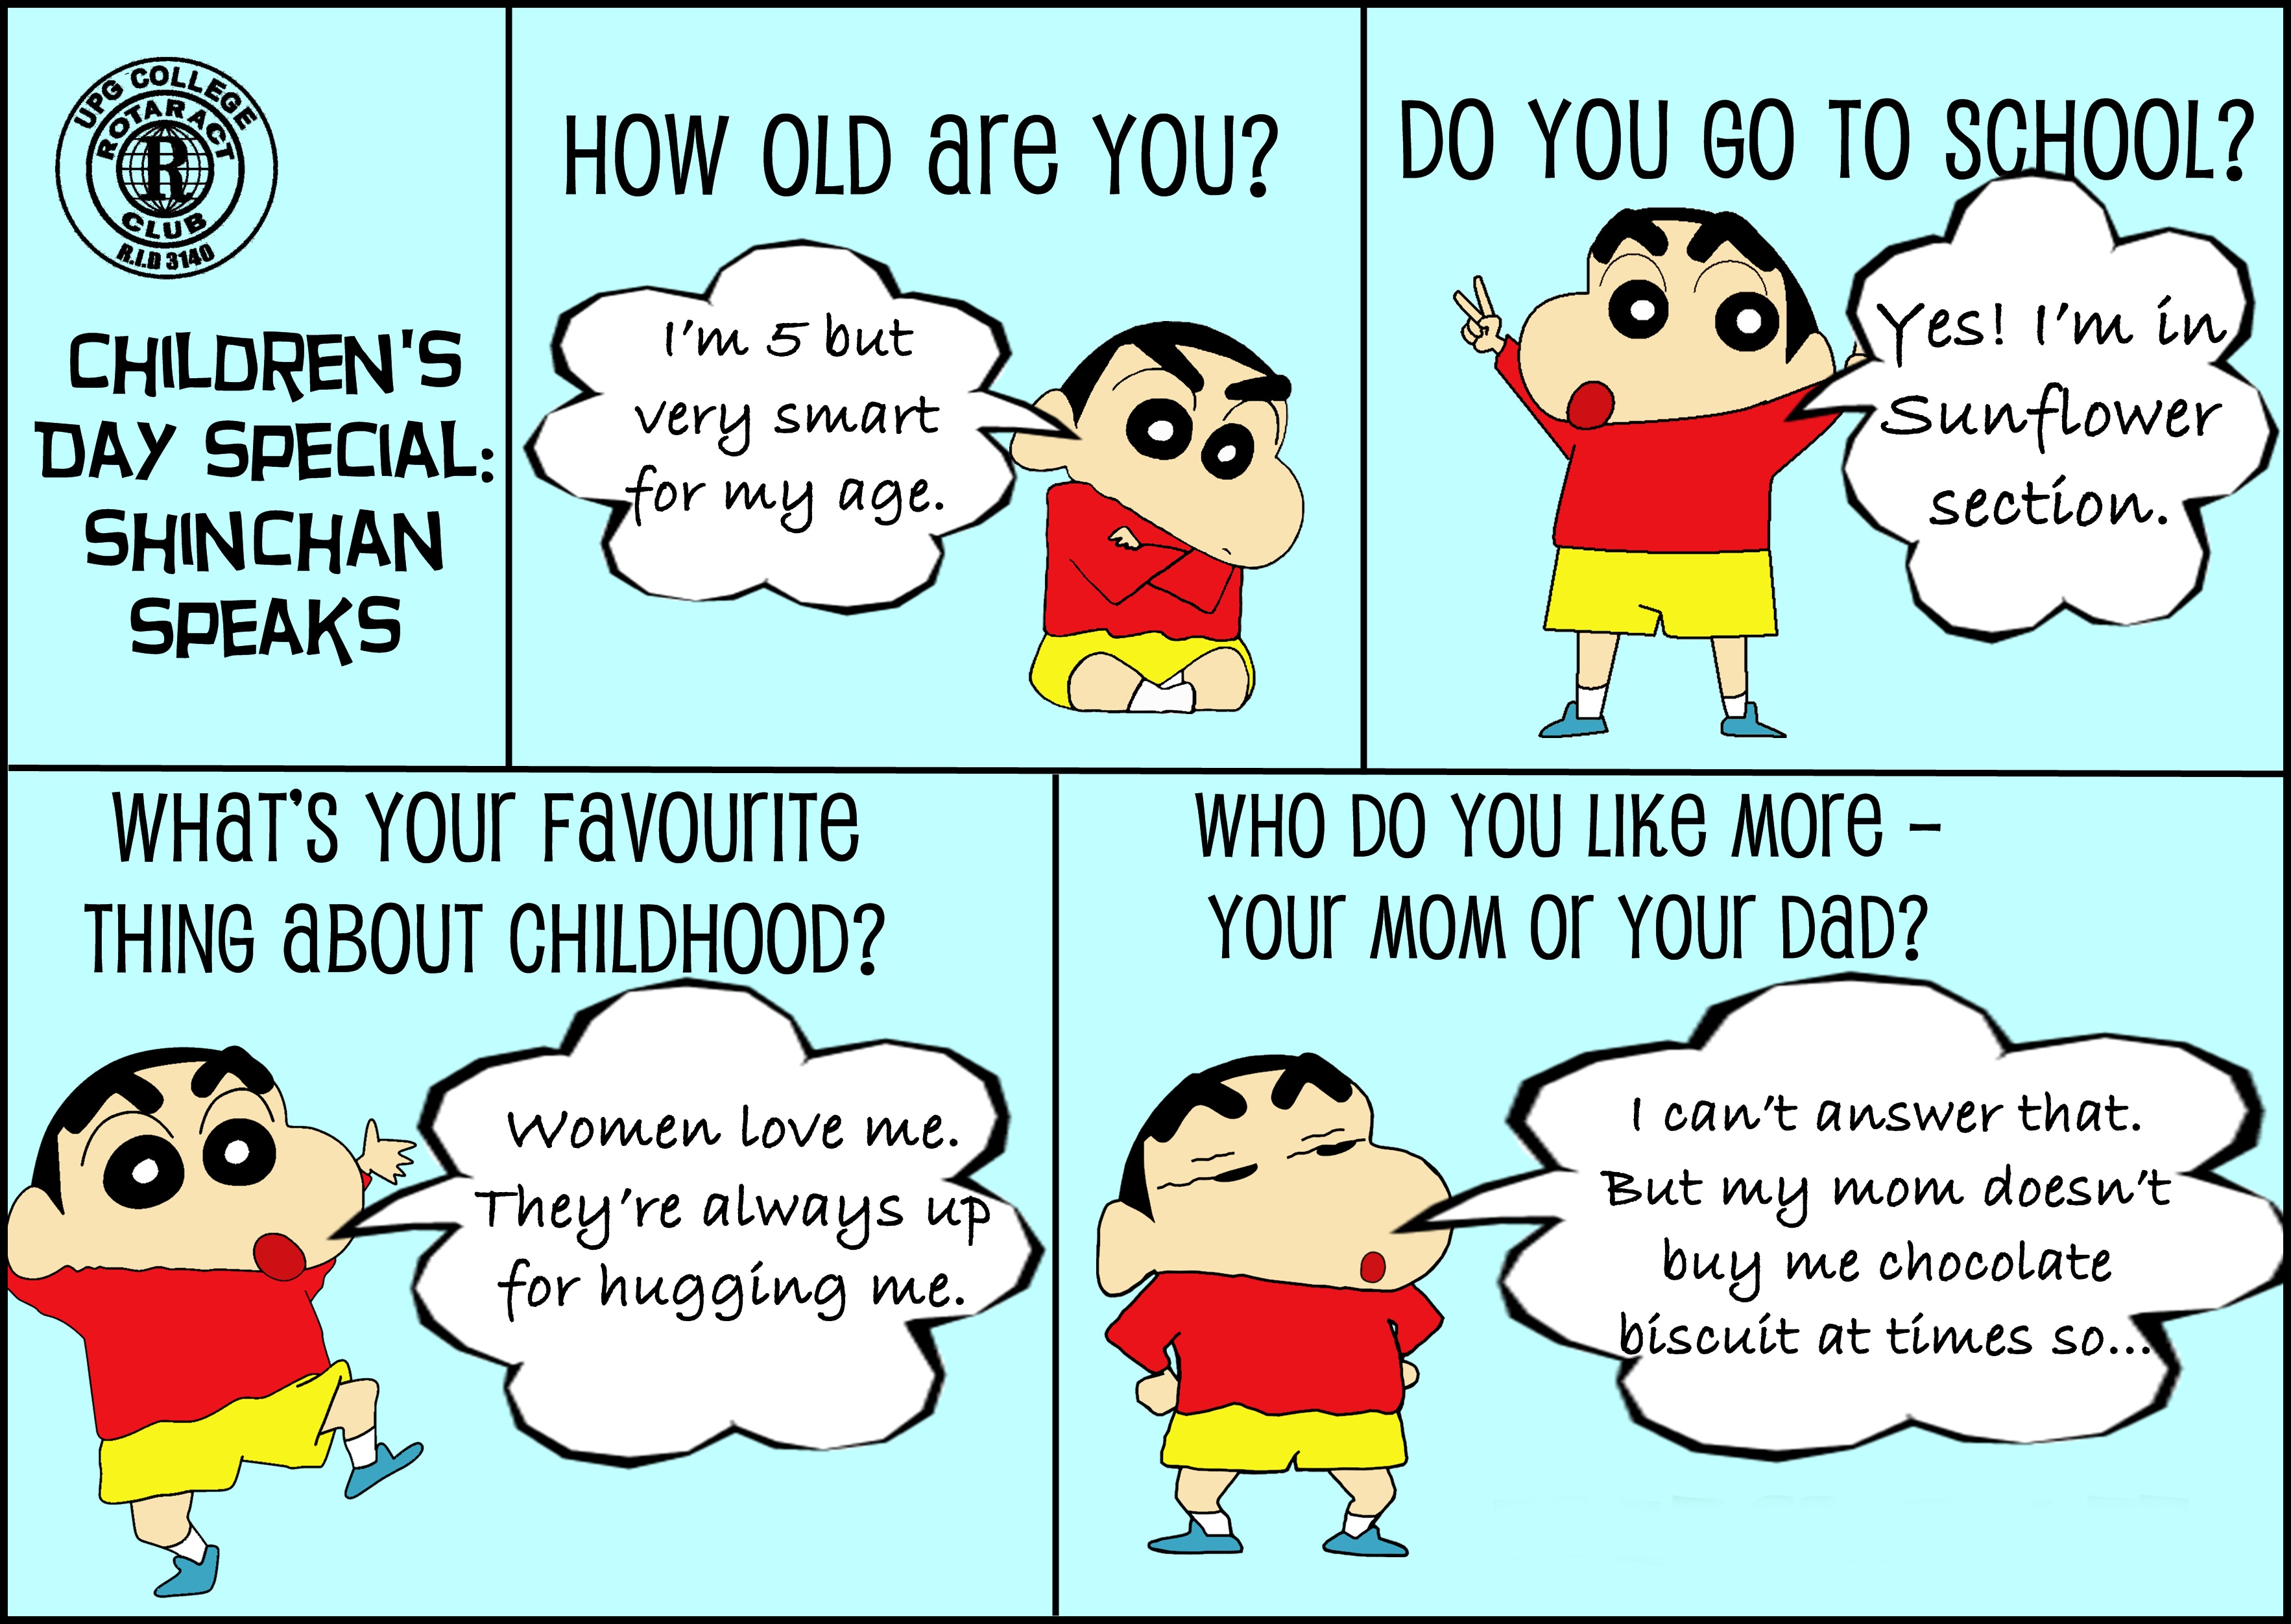 UPG COLLEGE
ROTARACT
R
CLUB
R.I.D 3140
CHILDREN'S
DAY SPECIAL:
SHINCHAN
SPEAKS
HOW OLD are YOU?
I'm 5 but
very smart
for my age.
DO YOU GO TO SCHOOL?
Yes! I'm in
Sunflower
section.
WHaT'S YOUr FaVOUrITe
THING aBOUT CHILDHOOD?
Women love me.
They're always up
for hugging me.
WHO DO YOU LIKe MOre –
YOUr MOM Or YOUr DaD?
I can't answer that.
But my mom doesn't
buy me chocolate
biscuit at times so...